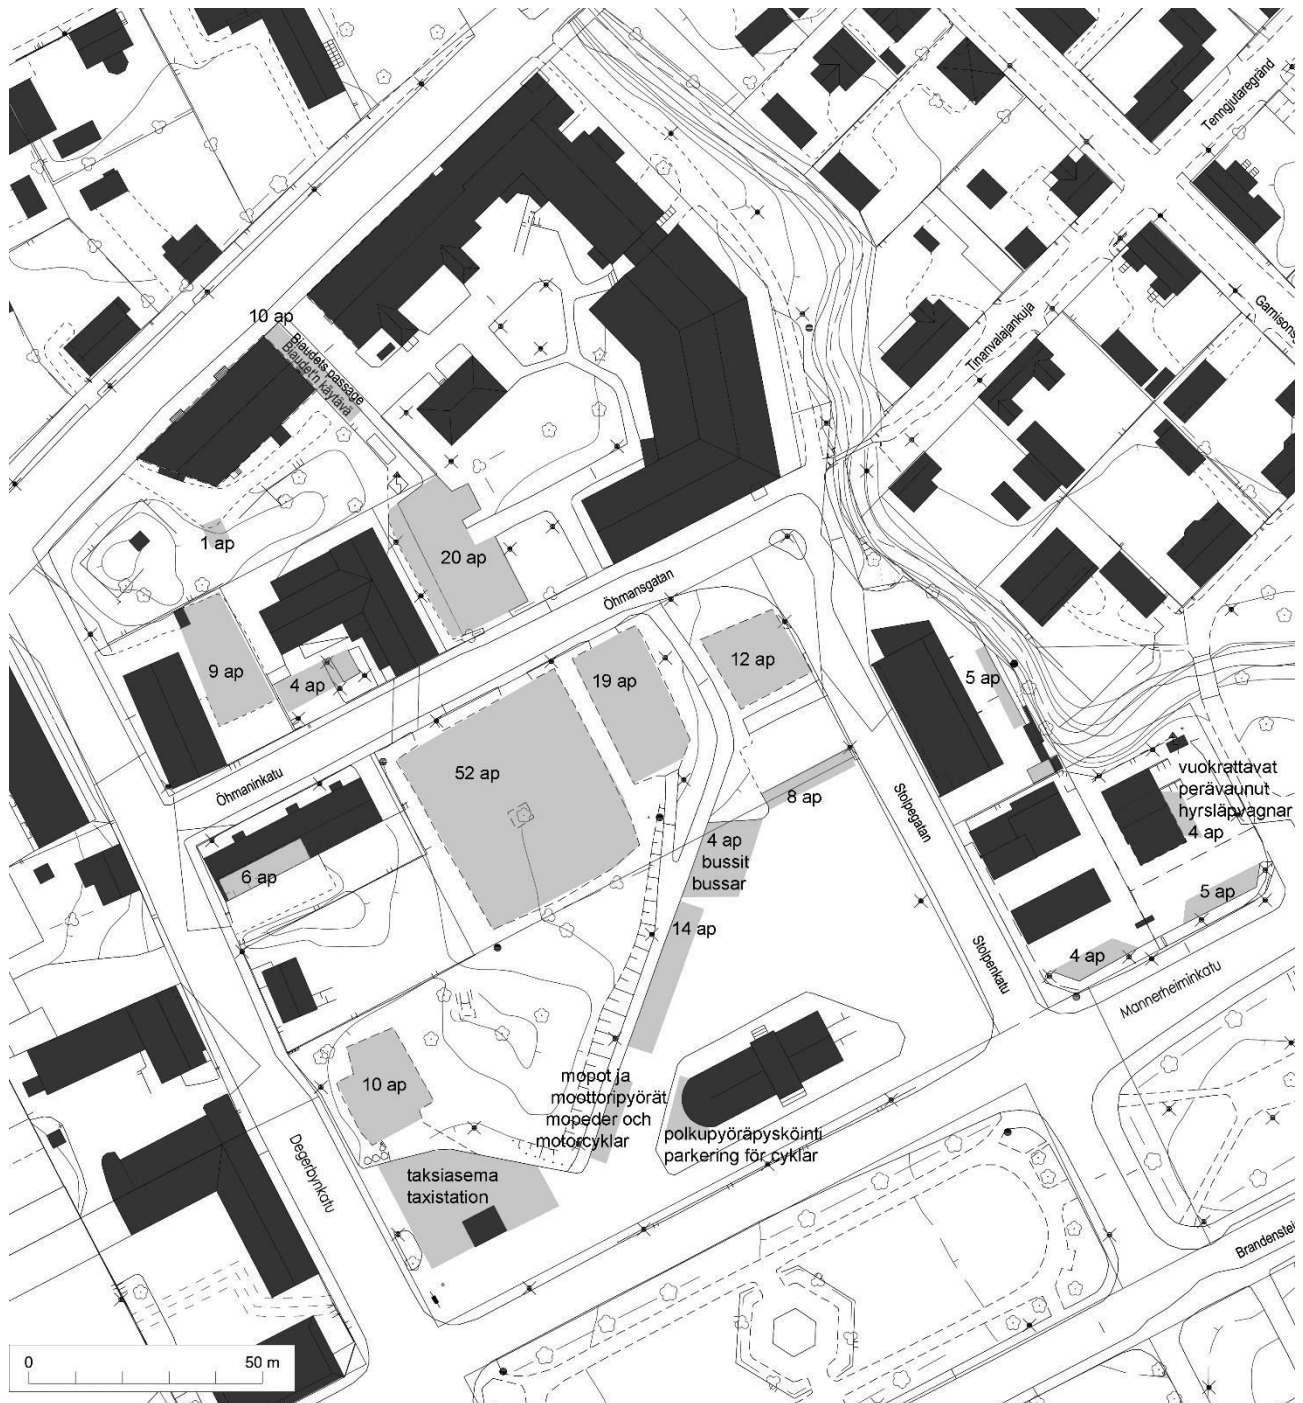 Tenngjutaregränd
Garnisons
Tinanvalajankuja
10 ap
Biaudets passage
Biaudet'n käytävä
1 ap
20 ap
Öhmansgatan
9 ap
4 ap
19 ap
12 ap
5 ap
52 ap
Öhmaninkatu
8 ap
Stolpegatan
vuokrattavat
perävaunut
hyrsläpvagnar
4 ap
6 ap
4 ap
bussit
bussar
5 ap
14 ap
Stolpenkatu
4 ap
Mannerheiminkatu
10 ap
mopot ja
moottoripyörät
mopeder och
motorcyklar
polkupyöräpysköinti
parkering för cyklar
Degerbynkatu
taksiasema
taxistation
Brandenstei
0 50 m